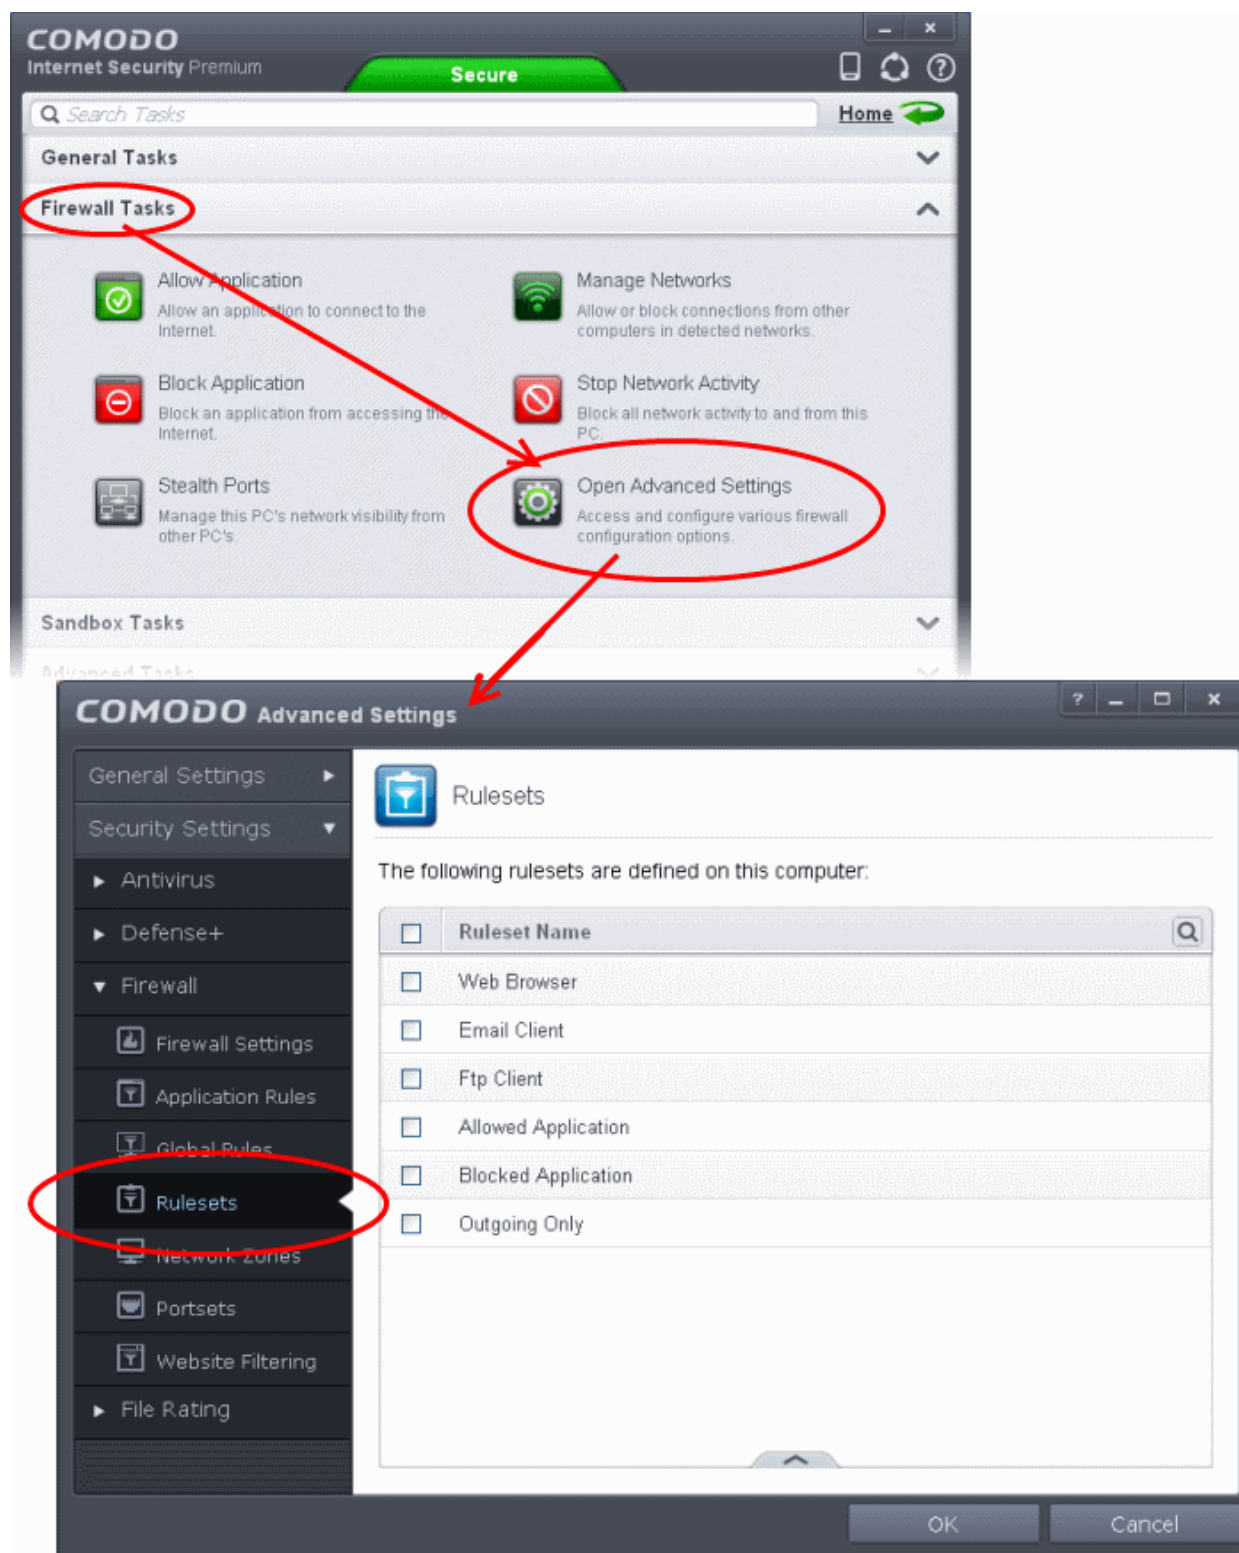 COMODO
Internet Security Premium
Secure
Search Tasks
Home
General Tasks
Firewall Tasks
Allow Application
Allow an application to connect to the
Internet.
Manage Networks
Allow or block connections from other
computers in detected networks.
Block Application
Block an application from accessing the
Internet.
Stop Network Activity
Block all network activity to and from this
PC.
Stealth Ports
Manage this PC's network visibility from
other PC's.
Open Advanced Settings
Access and configure various firewall
configuration options.
Sandbox Tasks
Advanced Tasks
COMODO Advanced Settings
General Settings
Security Settings
Antivirus
Defense+
Firewall
Firewall Settings
Application Rules
Global Rules
Rulesets
Network Zones
Portsets
Website Filtering
File Rating
Rulesets
The following rulesets are defined on this computer:
Ruleset Name
Web Browser
Email Client
Ftp Client
Allowed Application
Blocked Application
Outgoing Only
OK
Cancel